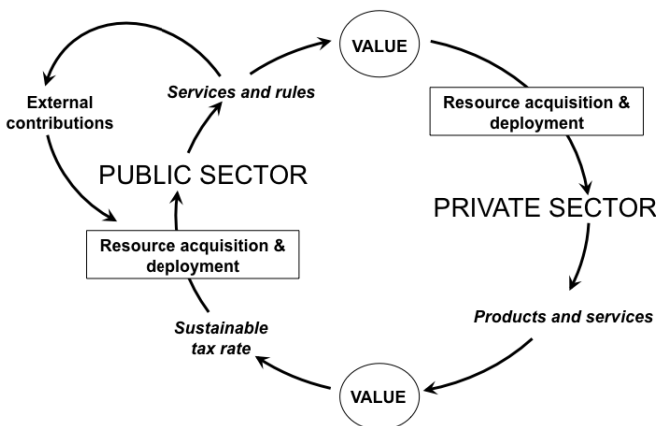 VALUE
Services and rules
External
contributions
Resource acquisition &
deployment
PUBLIC SECTOR
PRIVATE SECTOR
Resource acquisition &
deployment
Products and services
Sustainable
tax rate
VALUE